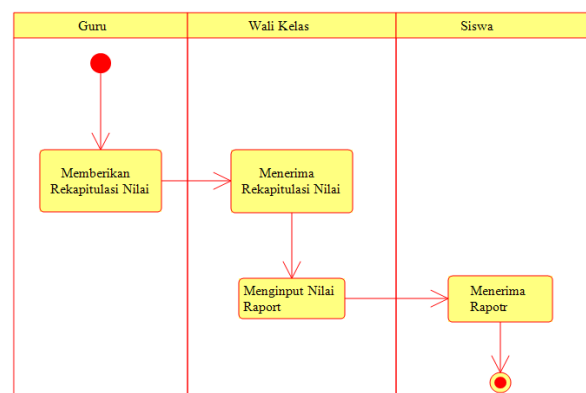 Guru
Wali Kelas
Siswa
Memberikan
Rekapitulasi Nilai
Menerima
Rekapitulasi Nilai
Menginput Nilai
Raport
Menerima
Rapotr